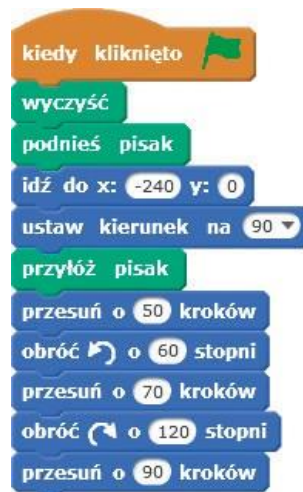 kiedy kliknięto
wyczyść
podnieś pisak
idź do x: -240 y: 0
ustaw kierunek na 90
przyłóż pisak
przesuń o 50 kroków
obróć o 60 stopni
przesuń o 70 kroków
obróć o 120 stopni
przesuń o 90 kroków